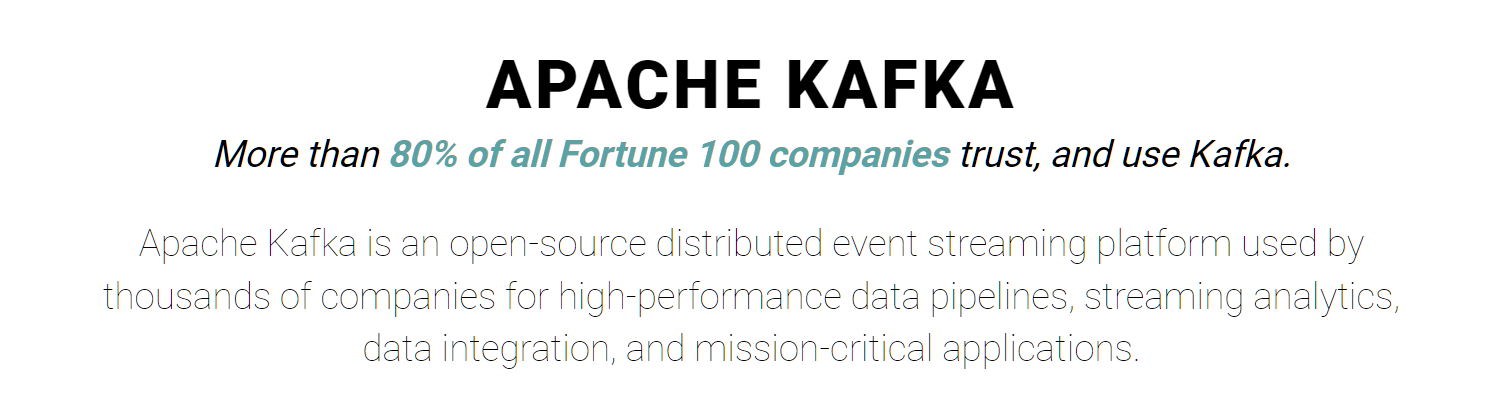 APACHE KAFKA
More than 80% of all Fortune 100 companies trust, and use Kafka.
Apache Kafka is an open-source distributed event streaming platform used by
thousands of companies for high-performance data pipelines, streaming analytics,
data integration, and mission-critical applications.